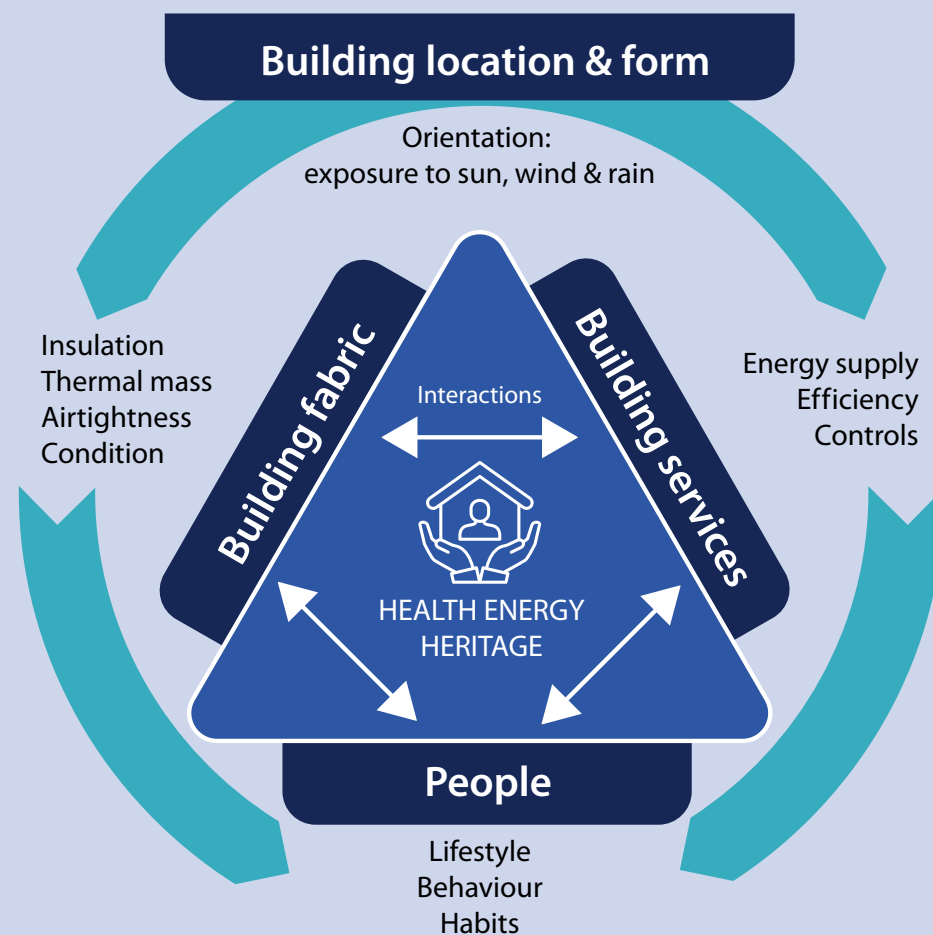 Building location & form
Orientation:
exposure to sun, wind & rain
Insulation
Thermal mass
Airtightness
Condition
Building fabric
Interactions
Building services
Energy supply
Efficiency
Controls
HEALTH ENERGY
HERITAGE
People
Lifestyle
Behaviour
Habits